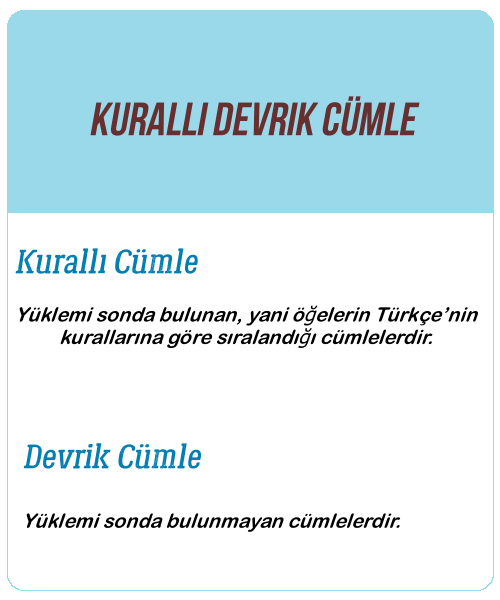 KURALLI DEVRIK CÜMLE
Kurallı Cümle
Yüklemi sonda bulunan, yani öğelerin Türkçe’nin
kurallarına göre sıralandığı cümlelerdir.
Devrik Cümle
Yüklemi sonda bulunmayan cümlelerdir.